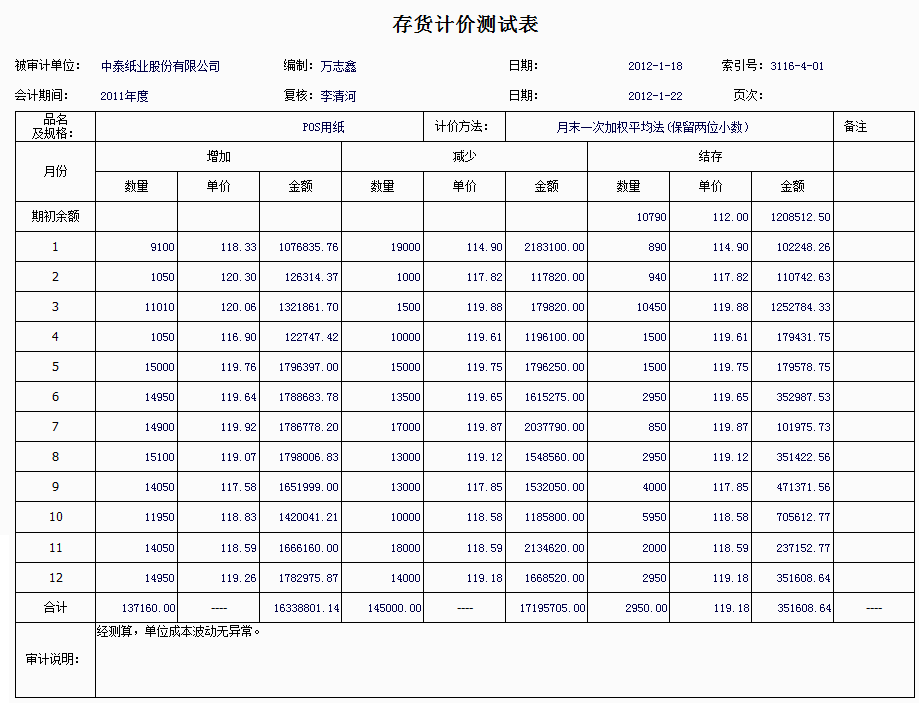 存货计价测试表
被审计单位： 中泰纸业股份有限公司 编制：万志鑫 日期： 2012-1-18 索引号：3116-4-01
会计期间： 2011年度 复核：李清河 日期： 2012-1-22 页次：
品名及规格： POS用纸 计价方法： 月末一次加权平均法(保留两位小数) 备注
月份 增加 减少 结存
数量 单价 金额 数量 单价 金额 数量 单价 金额
期初余额 10790 112.00 1208512.50
1 9100 118.33 1076835.76 19000 114.90 2183100.00 890 114.90 102248.26
2 1050 120.30 126314.37 1000 117.82 117820.00 940 117.82 110742.63
3 11010 120.06 1321861.70 1500 119.88 179820.00 10450 119.88 1252784.33
4 1050 116.90 122747.42 10000 119.61 1196100.00 1500 119.61 179431.75
5 15000 119.76 1796397.00 15000 119.75 1796250.00 1500 119.75 179578.75
6 14950 119.64 1788683.78 13500 119.65 1615275.00 2950 119.65 352987.53
7 14900 119.92 1786778.20 17000 119.87 2037790.00 850 119.87 101975.73
8 15100 119.07 1798006.83 13000 119.12 1548560.00 2950 119.12 351422.56
9 14050 117.58 1651999.00 13000 117.85 1532050.00 4000 117.85 471371.56
10 11950 118.83 1420041.21 10000 118.58 1185800.00 5950 118.58 705612.77
11 14050 118.59 1666160.00 18000 118.59 2134620.00 2000 118.59 237152.77
12 14950 119.26 1782975.87 14000 119.18 1668520.00 2950 119.18 351608.64
合计 137160.00 ---- 16338801.14 145000.00 ---- 17195705.00 2950.00 119.18 351608.64 ----
审计说明： 经测算，单位成本波动无异常。